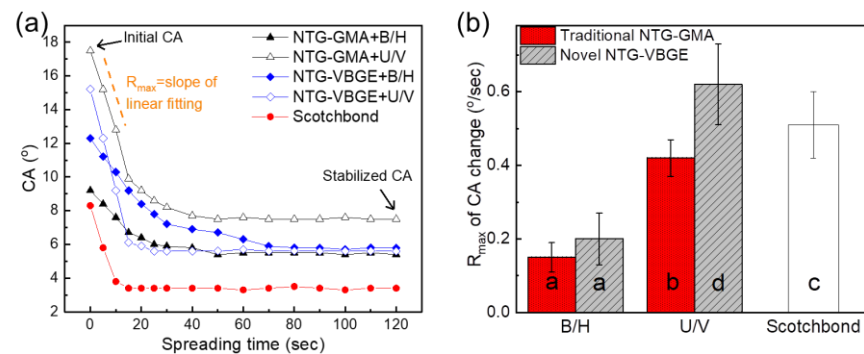 (a)
18
16
14
12
10
8
6
4
2
CA (°)
Initial CA
R_max=slope of
linear fitting
NTG-GMA+B/H
NTG-GMA+U/V
NTG-VBGE+B/H
NTG-VBGE+U/V
Scotchbond
Stabilized CA
0 20 40 60 80 100 120
Spreading time (sec)
(b)
Traditional NTG-GMA
Novel NTG-VBGE
R_max of CA change (°/sec)
0.6
0.4
0.2
0.0
a a b d c
B/H U/V Scotchbond